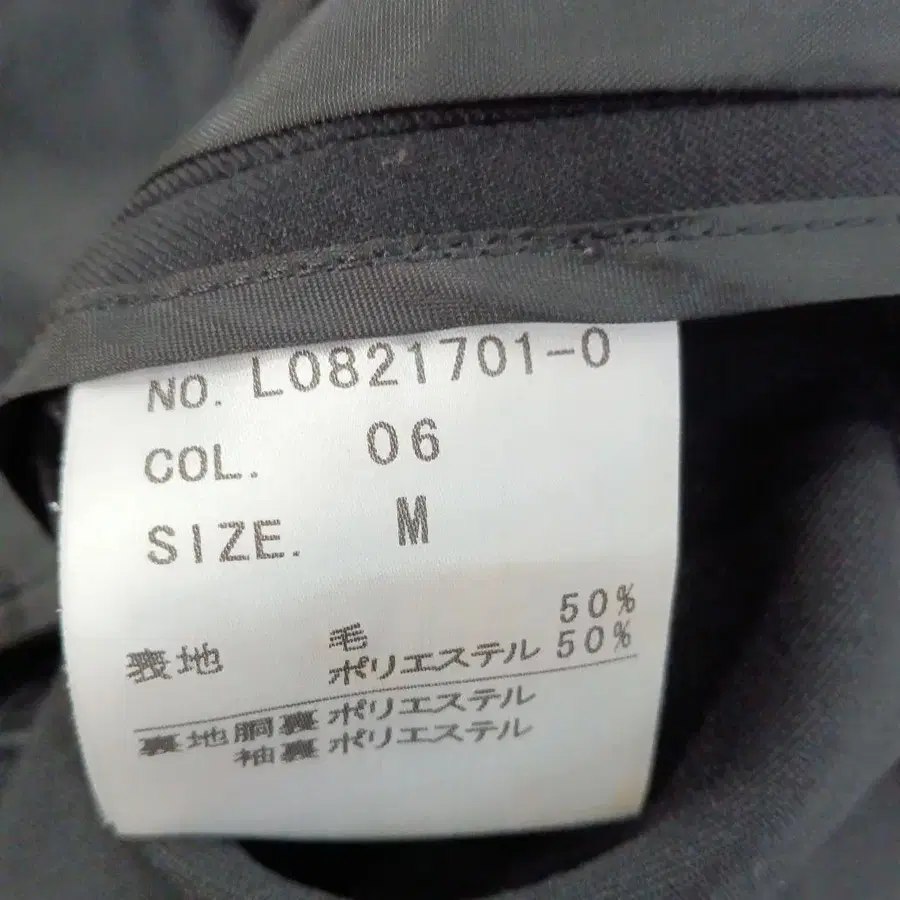 NO. L0821701-0
COL. 06
SIZE. M
表地 毛 50%
ポリエステル 50%
裏地胴裏 ポリエステル
袖裏 ポリエステル